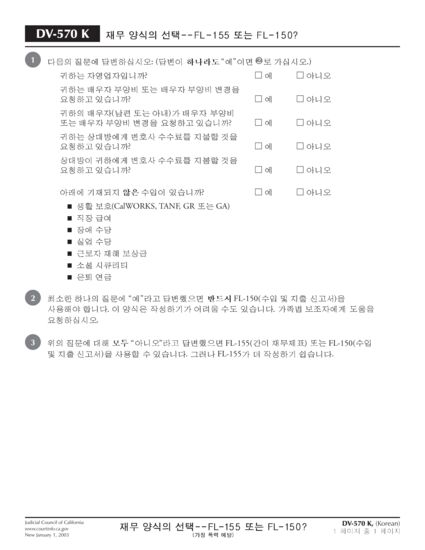 DV-570 K 재무 양식의 선택--FL-155 또는 FL-150?
1 다음의 질문에 답변하십시오: (답변이 하나라도 “예”이면 ❷로 가십시오.)
귀하는 자영업자입니까? □ 예 □ 아니오
귀하는 배우자 부양비 또는 배우자 부양비 변경을
요청하고 있습니까? □ 예 □ 아니오
귀하의 배우자(남편 또는 아내)가 배우자 부양비
또는 배우자 부양비 변경을 요청하고 있습니까? □ 예 □ 아니오
귀하는 상대방에게 변호사 수수료를 지불할 것을
요청하고 있습니까? □ 예 □ 아니오
상대방이 귀하에게 변호사 수수료를 지불할 것을
요청하고 있습니까? □ 예 □ 아니오
아래에 기재되지 않은 수입이 있습니까? □ 예 □ 아니오
■ 생활 보호(CalWORKS, TANF, GR 또는 GA)
■ 직장 급여
■ 장애 수당
■ 실업 수당
■ 근로자 재해 보상금
■ 소셜 시큐리티
■ 은퇴 연금
2 최소한 하나의 질문에 “예”라고 답변했으면 반드시 FL-150(수입 및 지출 신고서)을
사용해야 합니다. 이 양식은 작성하기가 어려울 수도 있습니다. 가족법 보조자에게 도움을
요청하십시오.
3 위의 질문에 대해 모두 “아니오”라고 답변했으면 FL-155(간이 재무제표) 또는 FL-150(수입
및 지출 신고서)을 사용할 수 있습니다. 그러나 FL-155가 더 작성하기 쉽습니다.
Judicial Council of California
www.courtinfo.ca.gov
New January 1, 2003
재무 양식의 선택--FL-155 또는 FL-150?
(가정 폭력 예방)
DV-570 K, (Korean)
1 페이지 총 1 페이지